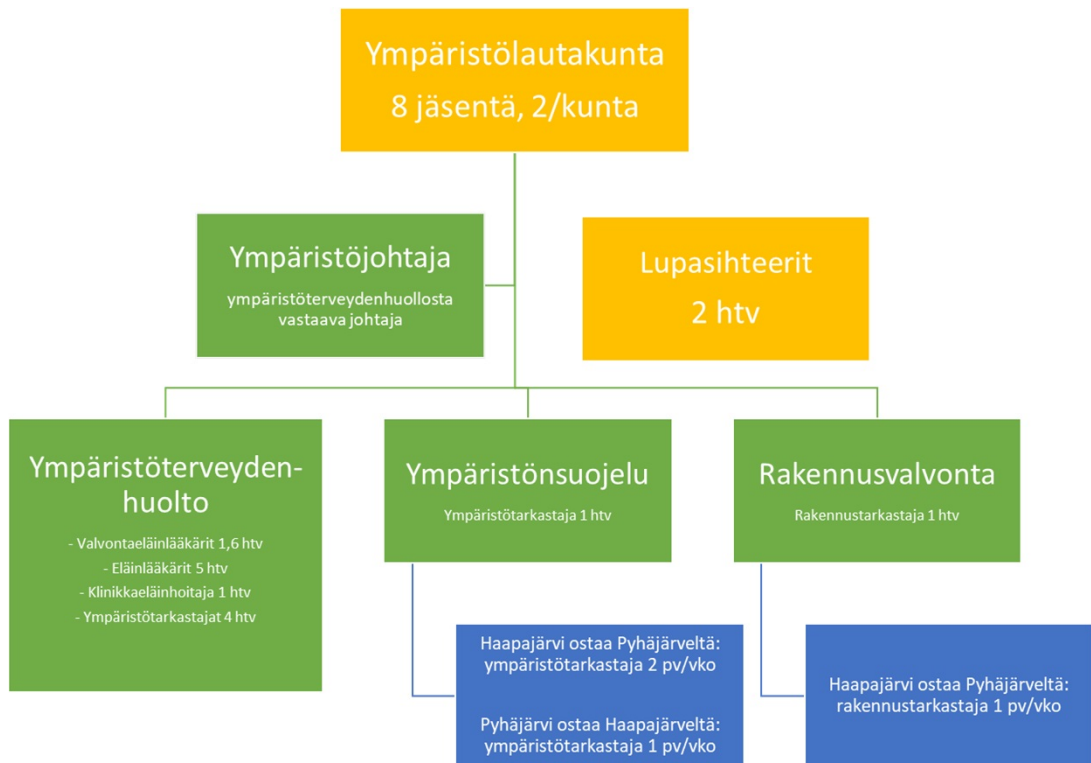 Ympäristölautakunta
8 jäsentä, 2/kunta
Ympäristöjohtaja
ympäristöterveydenhuollosta
vastaava johtaja
Lupasihteerit
2 htv
Ympäristöterveyden-
huolto
- Valvontaeläinlääkärit 1,6 htv
- Eläinlääkärit 5 htv
- Klinikkaeläinhoitaja 1 htv
- Ympäristötarkastajat 4 htv
Ympäristönsuojelu
Ympäristötarkastaja 1 htv
Rakennusvalvonta
Rakennustarkastaja 1 htv
Haapajärvi ostaa Pyhäjärveltä:
ympäristötarkastaja 2 pv/vko
Pyhäjärvi ostaa Haapajärveltä:
ympäristötarkastaja 1 pv/vko
Haapajärvi ostaa Pyhäjärveltä:
rakennustarkastaja 1 pv/vko